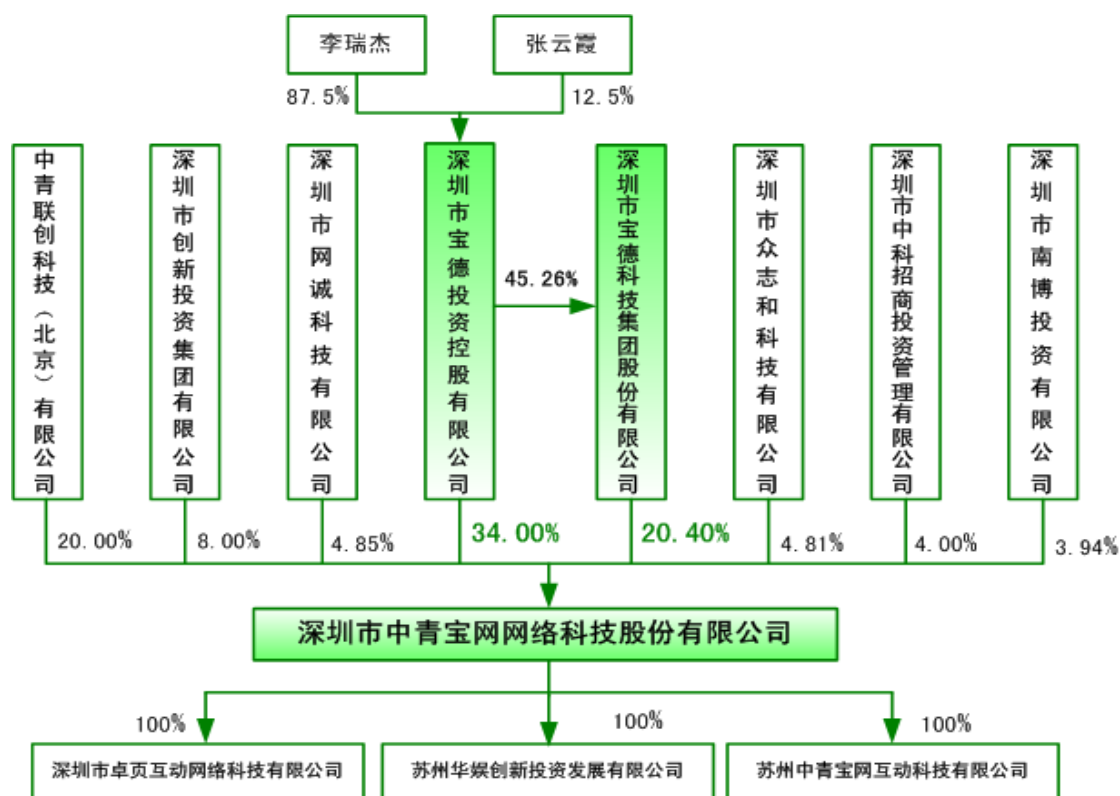 李瑞杰
张云霞
87.5%
12.5%
中青联创科技（北京）有限公司
深圳市创新投资集团有限公司
深圳市网诚科技有限公司
深圳市宝德投资控股有限公司
45.26%
深圳市宝德科技集团股份有限公司
深圳市众志和科技有限公司
深圳市中科招商投资管理有限公司
深圳市南博投资有限公司
20.00%
8.00%
4.85%
34.00%
20.40%
4.81%
4.00%
3.94%
深圳市中青宝网网络科技股份有限公司
100%
100%
100%
深圳市卓页互动网络科技有限公司
苏州华娱创新投资发展有限公司
苏州中青宝网互动科技有限公司